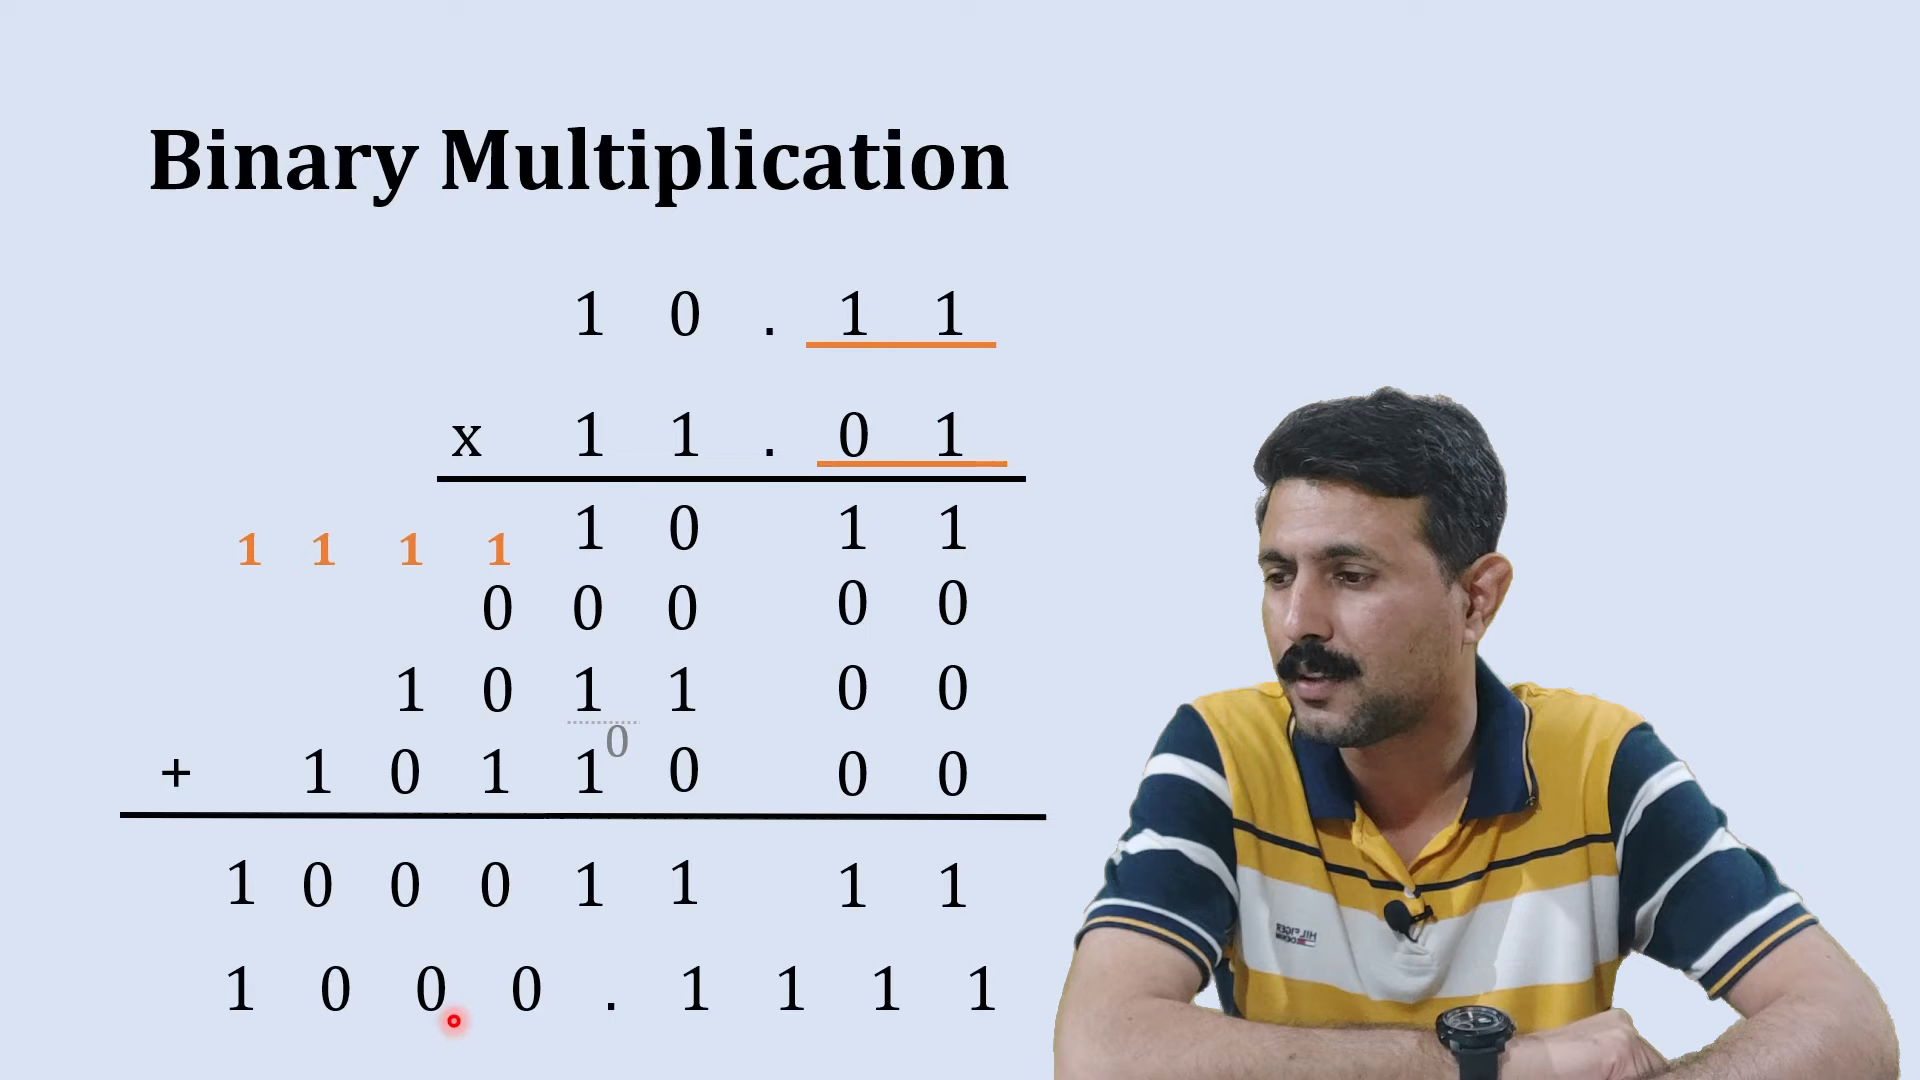 Binary Multiplication
1 0 . 1 1
x 1 1 . 0 1
1 0 1 1
1 1 1 1
0 0 0 0 0
1 0 1 1 0 0
0
+ 1 0 1 1 0 0 0
1 0 0 0 1 1 1 1
1 0 0 0 . 1 1 1 1